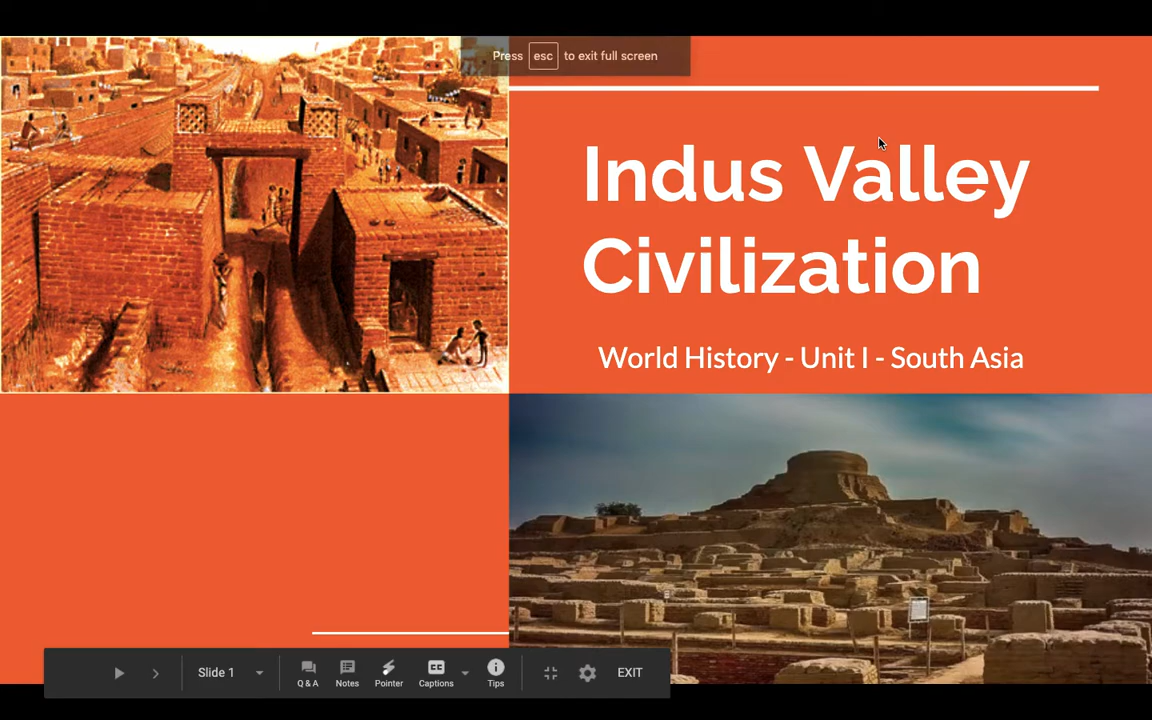 Press esc to exit full screen
Indus Valley
Civilization
World History - Unit I - South Asia
Slide 1
Q & A
Notes
Pointer
CC
Captions
Tips
EXIT